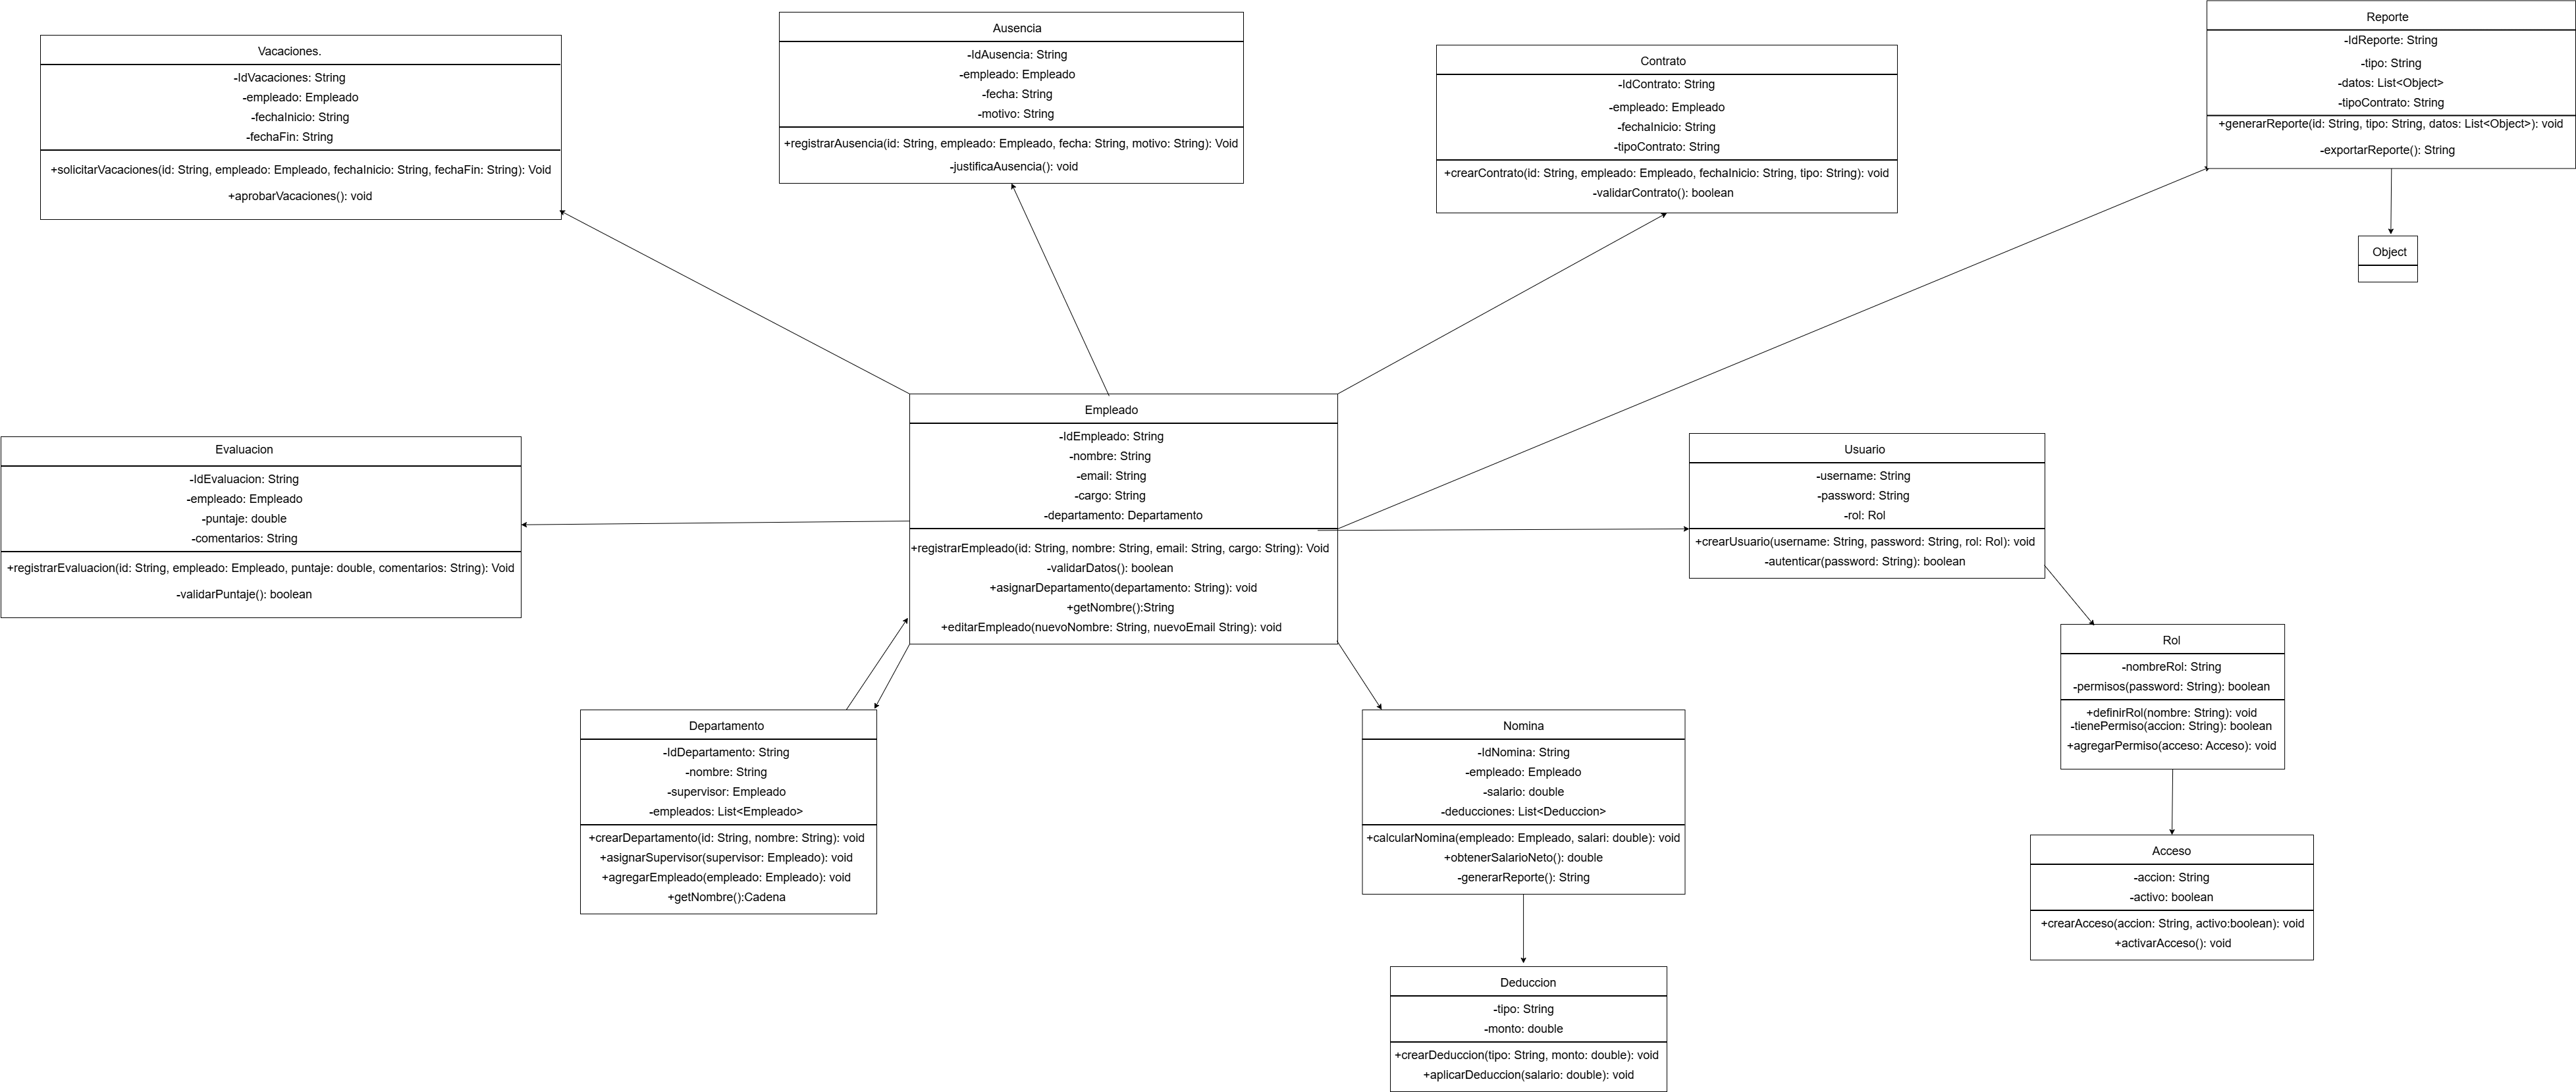 Vacaciones.
-IdVacaciones: String
-empleado: Empleado
-fechaInicio: String
-fechaFin: String
+solicitarVacaciones(id: String, empleado: Empleado, fechaInicio: String, fechaFin: String): Void
+aprobarVacaciones(): void
Ausencia
-IdAusencia: String
-empleado: Empleado
-fecha: String
-motivo: String
+registrarAusencia(id: String, empleado: Empleado, fecha: String, motivo: String): Void
-justificaAusencia(): void
Contrato
-IdContrato: String
-empleado: Empleado
-fechaInicio: String
-tipoContrato: String
+crearContrato(id: String, empleado: Empleado, fechaInicio: String, tipo: String): void
-validarContrato(): boolean
Reporte
-IdReporte: String
-tipo: String
-datos: List<Object>
-tipoContrato: String
+generarReporte(id: String, tipo: String, datos: List<Object>): void
-exportarReporte(): String
Object
Evaluacion
-IdEvaluacion: String
-empleado: Empleado
-puntaje: double
-comentarios: String
+registrarEvaluacion(id: String, empleado: Empleado, puntaje: double, comentarios: String): Void
-validarPuntaje(): boolean
Empleado
-IdEmpleado: String
-nombre: String
-email: String
-cargo: String
-departamento: Departamento
+registrarEmpleado(id: String, nombre: String, email: String, cargo: String): Void
-validarDatos(): boolean
+asignarDepartamento(departamento: String): void
+getNombre():String
+editarEmpleado(nuevoNombre: String, nuevoEmail String): void
Usuario
-username: String
-password: String
-rol: Rol
+crearUsuario(username: String, password: String, rol: Rol): void
-autenticar(password: String): boolean
Rol
-nombreRol: String
-permisos(password: String): boolean
+definirRol(nombre: String): void
-tienePermiso(accion: String): boolean
+agregarPermiso(acceso: Acceso): void
Departamento
-IdDepartamento: String
-nombre: String
-supervisor: Empleado
-empleados: List<Empleado>
+crearDepartamento(id: String, nombre: String): void
+asignarSupervisor(supervisor: Empleado): void
+agregarEmpleado(empleado: Empleado): void
+getNombre():Cadena
Nomina
-IdNomina: String
-empleado: Empleado
-salario: double
-deducciones: List<Deduccion>
+calcularNomina(empleado: Empleado, salari: double): void
+obtenerSalarioNeto(): double
-generarReporte(): String
Acceso
-accion: String
-activo: boolean
+crearAcceso(accion: String, activo:boolean): void
+activarAcceso(): void
Deduccion
-tipo: String
-monto: double
+crearDeduccion(tipo: String, monto: double): void
+aplicarDeduccion(salario: double): void